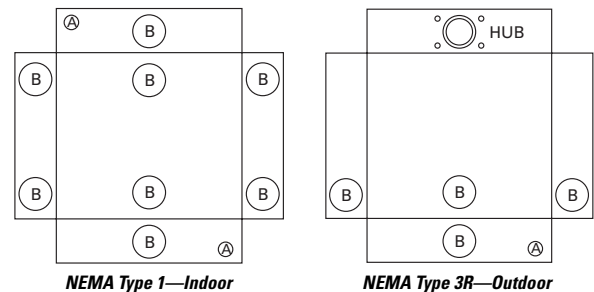 A
B
HUB
B B B
B B B
B B B B
B A
B A
NEMA Type 1—Indoor
NEMA Type 3R—Outdoor